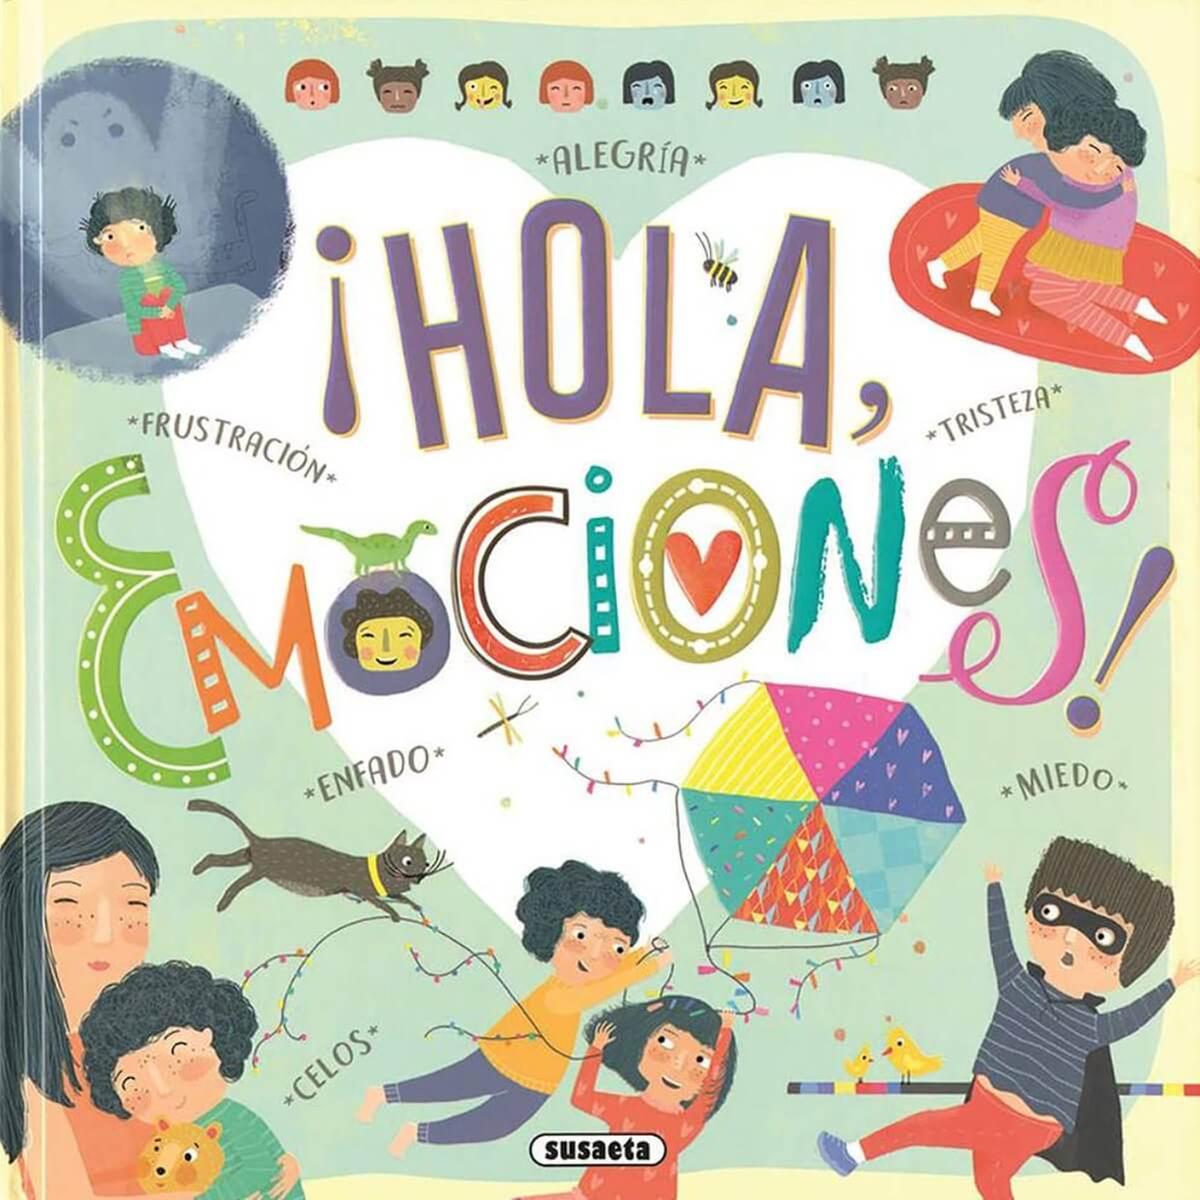 *ALEGRÍA*
¡HOLA,
*FRUSTRACIÓN*
*TRISTEZA*
EMOCIONES!
*ENFADO*
*MIEDO*
*CELOS*
susaeta